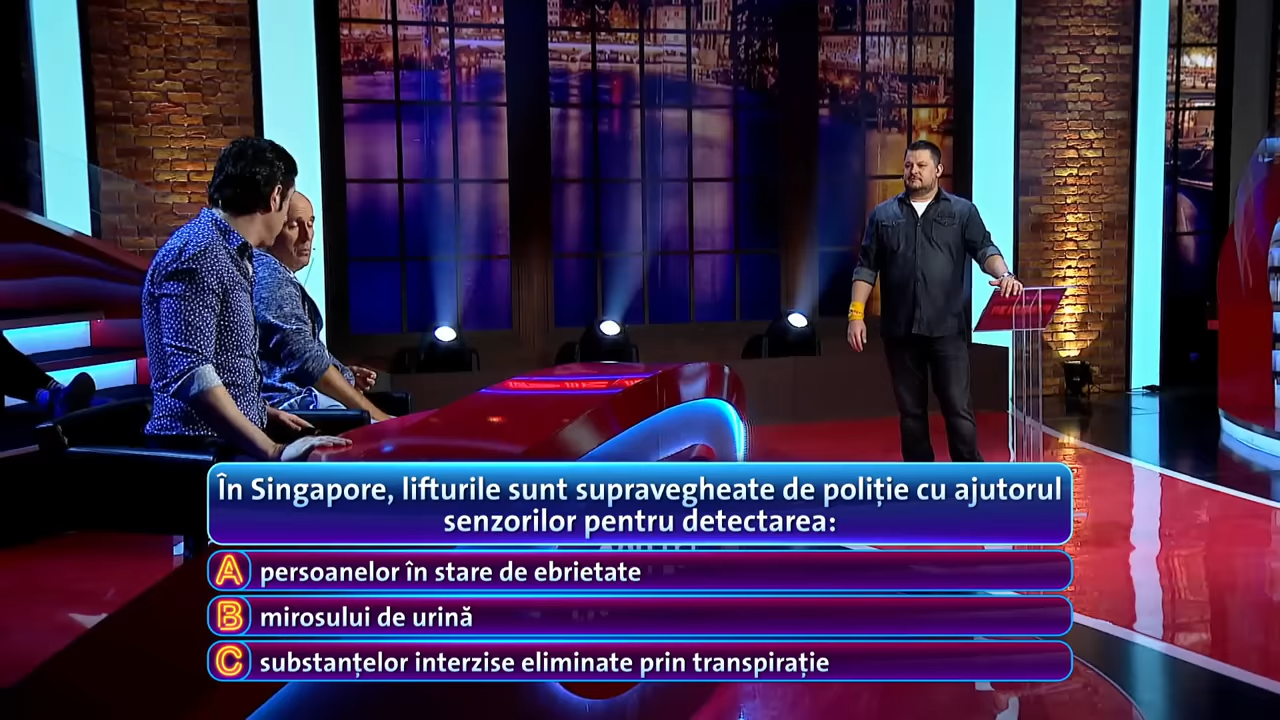 În Singapore, lifturile sunt supravegheate de poliție cu ajutorul
senzorilor pentru detectarea:
A persoanelor în stare de ebrietate
B mirosului de urină
C substanțelor interzise eliminate prin transpirație